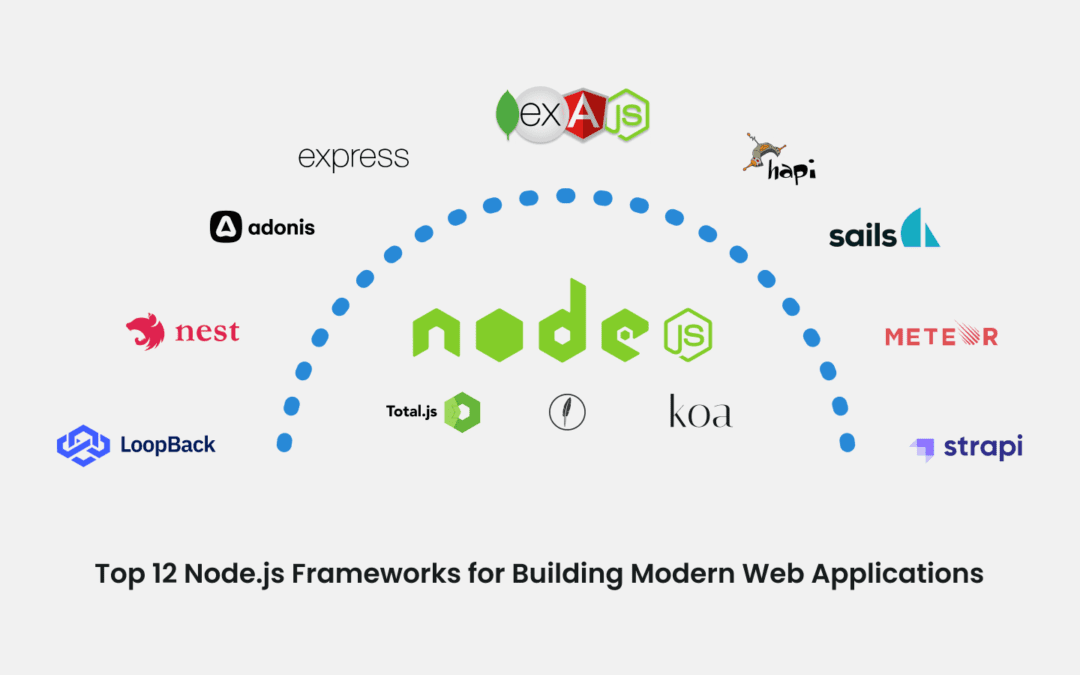 ex A JS
express
hapi
adonis
sails
nest
node JS
METEOR
Total.js
koa
LoopBack
strapi
Top 12 Node.js Frameworks for Building Modern Web Applications